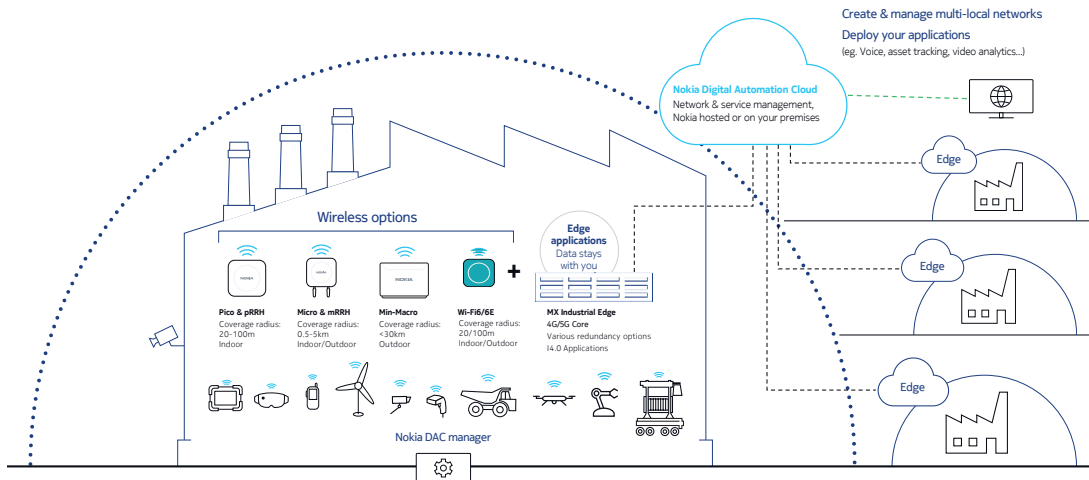 Create & manage multi-local networks
Deploy your applications
(eg. Voice, asset tracking, video analytics...)
Nokia Digital Automation Cloud
Network & service management,
Nokia hosted or on your premises
Edge
Edge
Edge
Wireless options
Edge
applications
Data stays
with you
NOKIA
NOKIA
NOKIA
+
Pico & pRRH
Coverage radius:
20-100m
Indoor
Micro & mRRH
Coverage radius:
0.5-5km
Indoor/Outdoor
Min-Macro
Coverage radius:
<30km
Outdoor
Wi-Fi6/6E
Coverage radius:
20/100m
Indoor/Outdoor
MX Industrial Edge
4G/5G Core
Various redundancy options
I4.0 Applications
Nokia DAC manager